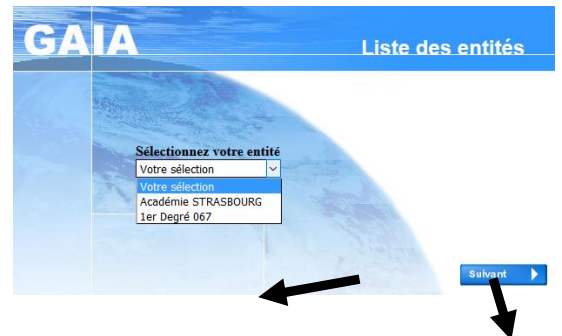 GAIA
Liste des entités
Sélectionnez votre entité
Votre sélection
Votre sélection
Académie STRASBOURG
1er Degré 067
Suivant